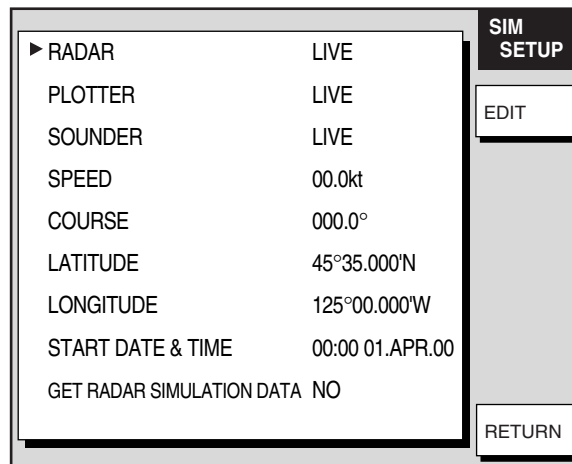 SIM
SETUP
▶ RADAR LIVE
PLOTTER LIVE
SOUNDER LIVE
SPEED 00.0kt
COURSE 000.0°
LATITUDE 45°35.000'N
LONGITUDE 125°00.000'W
START DATE & TIME 00:00 01.APR.00
GET RADAR SIMULATION DATA NO
EDIT
RETURN